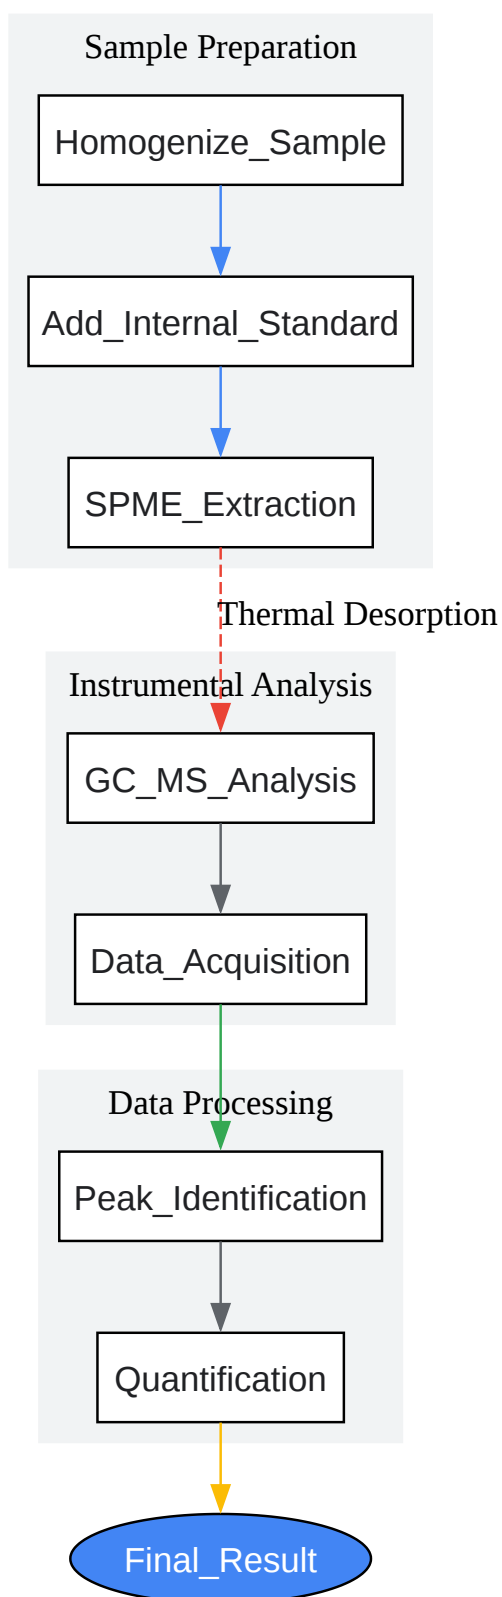 Sample Preparation
Homogenize_Sample
Add_Internal_Standard
SPME_Extraction
Thermal Desorption
Instrumental Analysis
GC_MS_Analysis
Data_Acquisition
Data Processing
Peak_Identification
Quantification
Final_Result